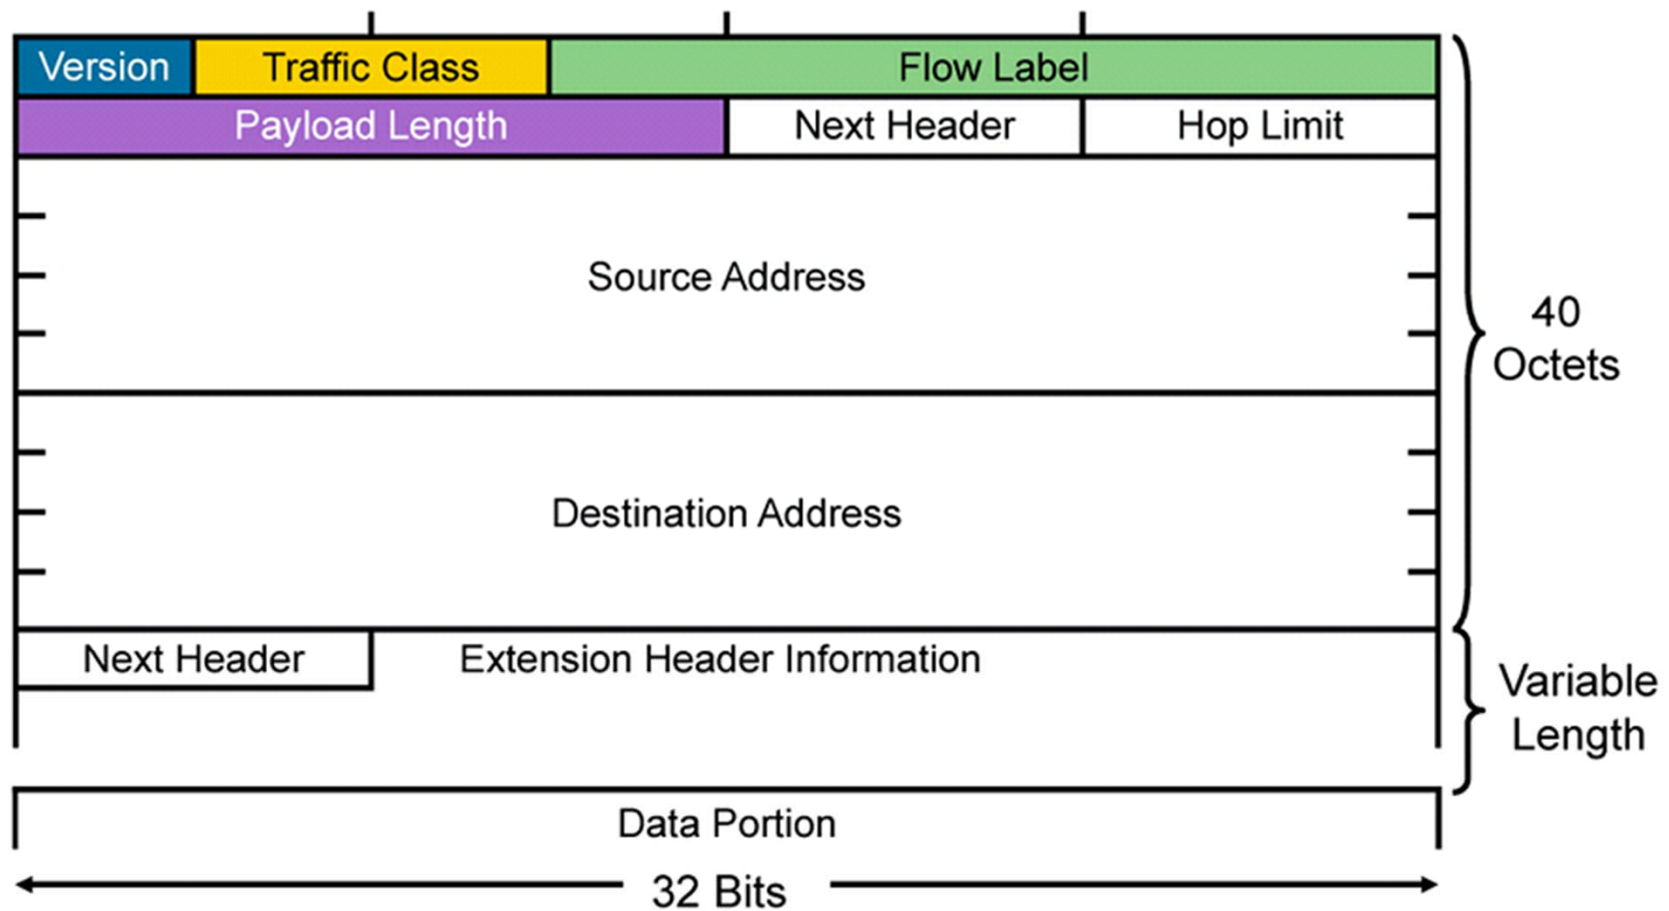 Version Traffic Class Flow Label
Payload Length Next Header Hop Limit
Source Address
40
Octets
Destination Address
Next Header Extension Header Information
Variable
Length
Data Portion
32 Bits